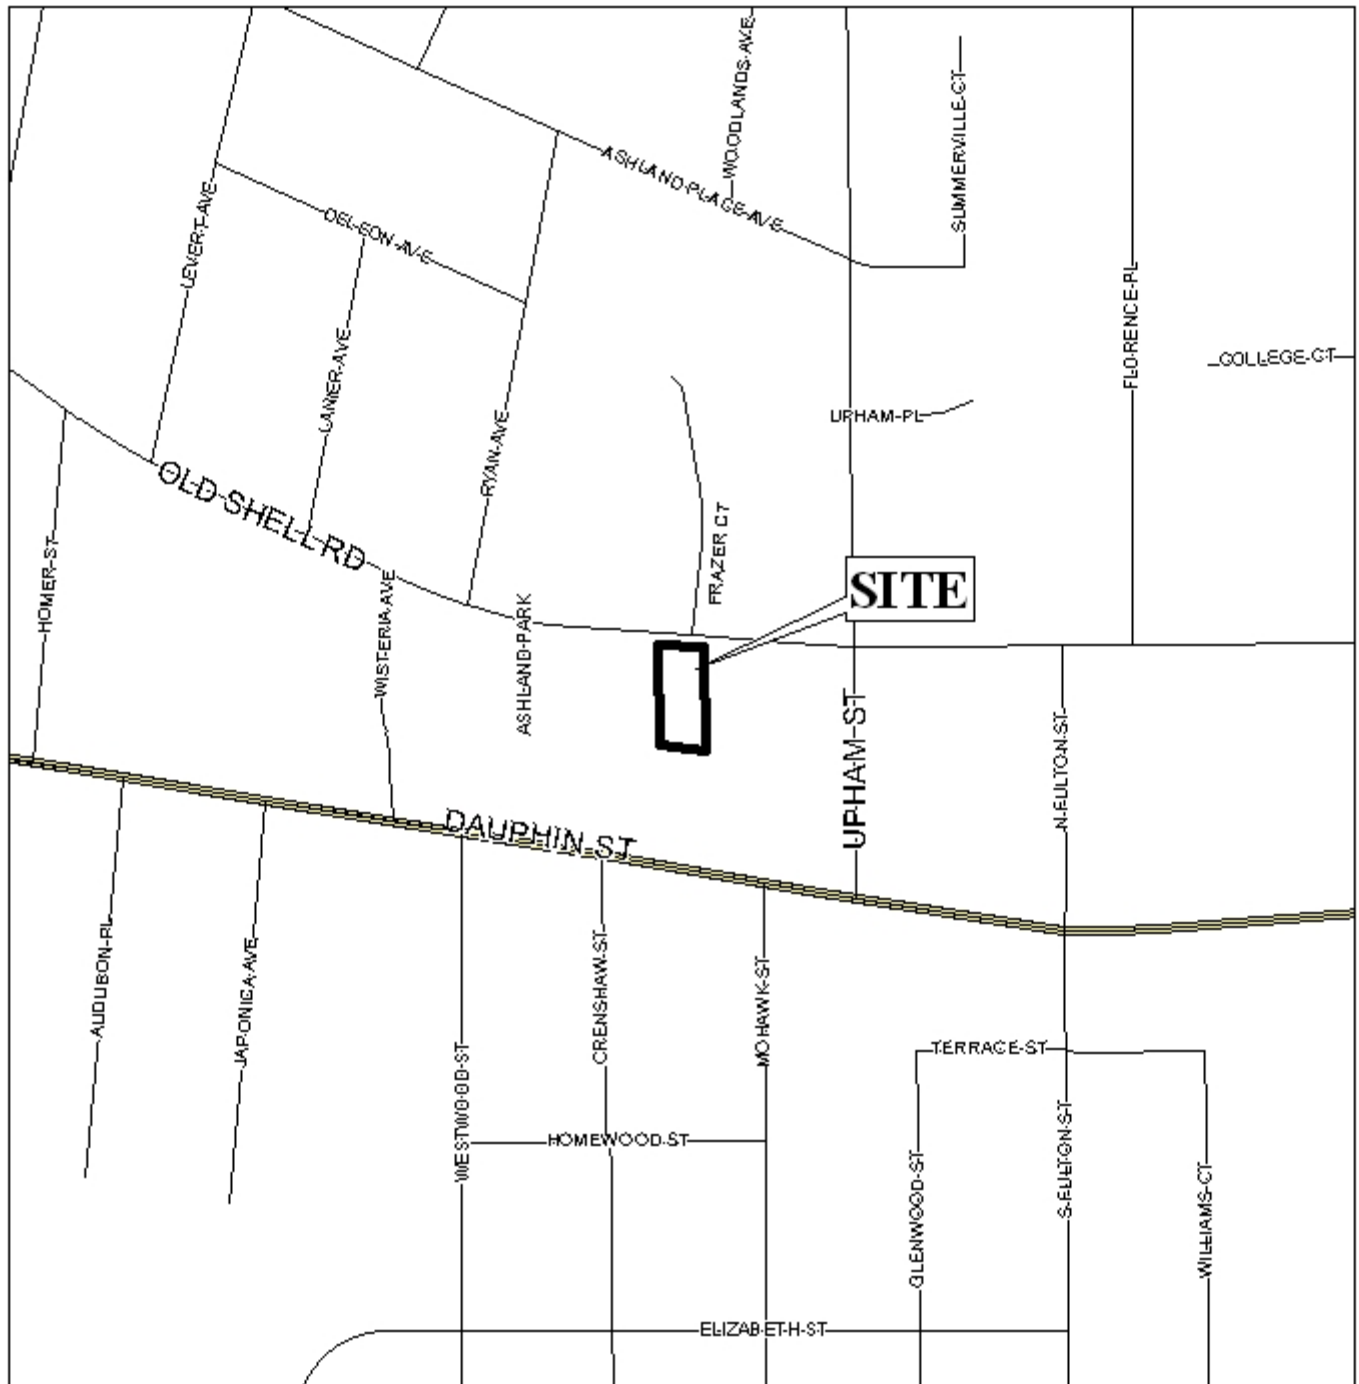 WOODLANDS AVE
SUMMERVILLE CT
ASHLAND PLACE AVE
LEVERT AVE
DELEON AVE
FLORENCE PL
LANIER AVE
COLLEGE CT
RYAN AVE
UPHAM PL
OLD SHELL RD
FRAZER CT
HOMER ST
SITE
WISTERIA AVE
ASHLAND PARK
UPHAM ST
N FULTON ST
DAUPHIN ST
AUDUBON PL
JAPONICA AVE
CRENSHAW ST
MOHAWK ST
TERRACE ST
WESTWOOD ST
HOMEWOOD ST
GLENWOOD ST
S FULTON ST
WILLIAMS CT
ELIZABETH ST